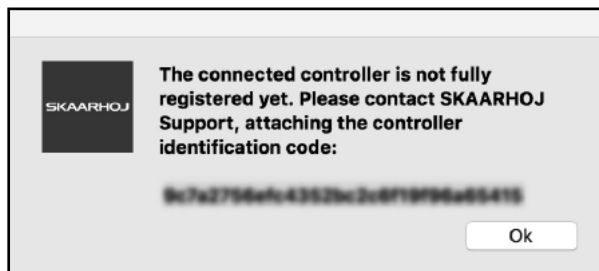 SKAARHOJ
The connected controller is not fully
registered yet. Please contact SKAARHOJ
Support, attaching the controller
identification code:
Ok